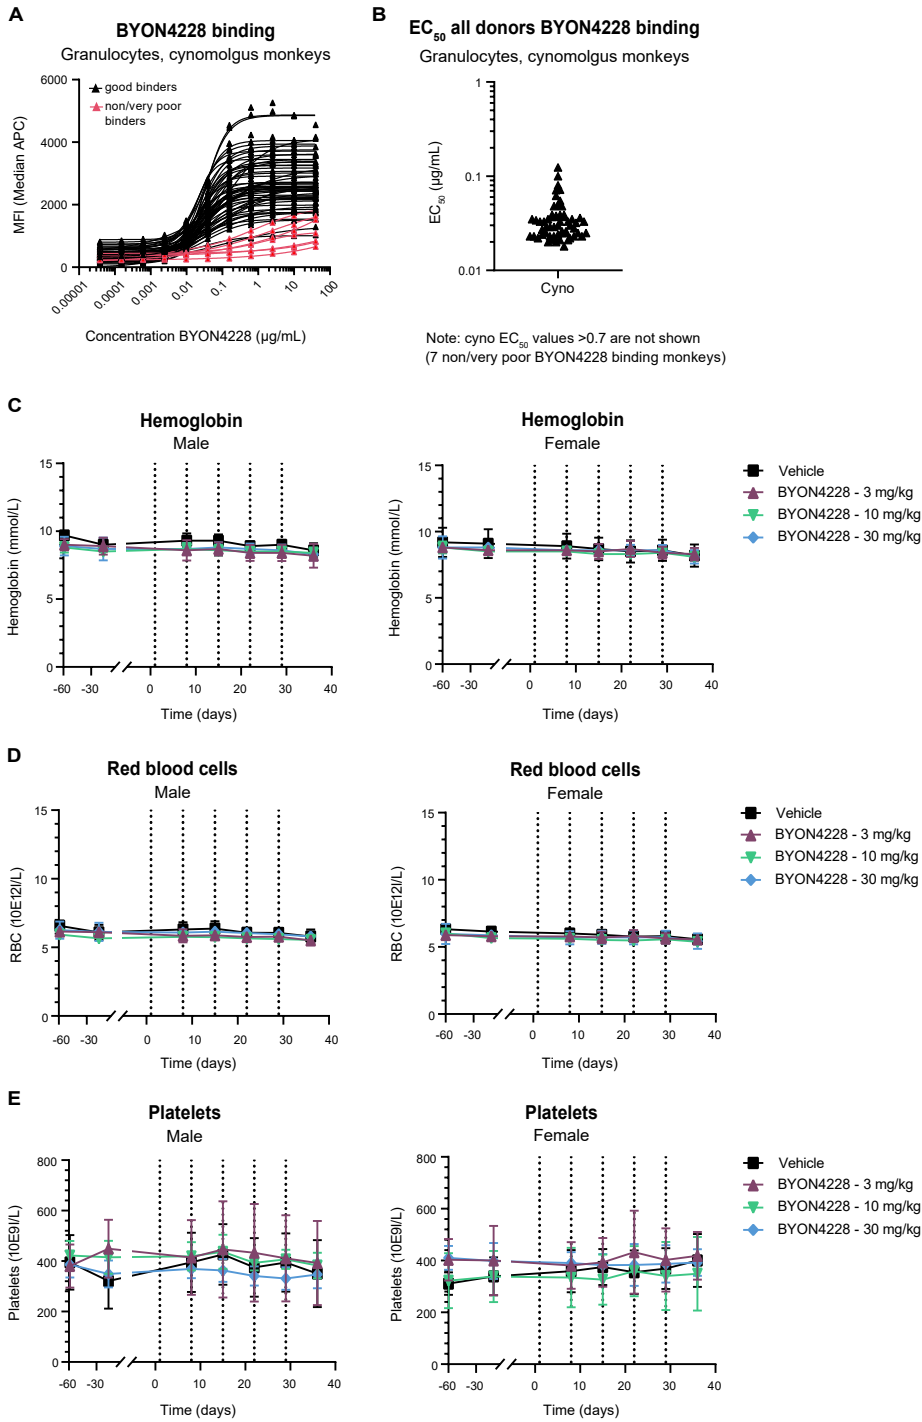 A
BYON4228 binding
Granulocytes, cynomolgus monkeys
6000
4000
2000
0
MFI (Median APC)
good binders
non/very poor
binders
0.00001
0.0001
0.001
0.01
0.1
1
10
100
Concentration BYON4228 (µg/mL)
B
EC50 all donors BYON4228 binding
Granulocytes, cynomolgus monkeys
1
0.1
0.01
EC50 (µg/mL)
Cyno
Note: cyno EC50 values >0.7 are not shown
(7 non/very poor BYON4228 binding monkeys)
C
Hemoglobin
Male
15
10
5
0
Hemoglobin (mmol/L)
-60 -30 0 10 20 30 40
Time (days)
Hemoglobin
Female
15
10
5
0
Hemoglobin (mmol/L)
-60 -30 0 10 20 30 40
Time (days)
Vehicle
BYON4228 - 3 mg/kg
BYON4228 - 10 mg/kg
BYON4228 - 30 mg/kg
D
Red blood cells
Male
15
10
5
0
RBC (10E12l/L)
-60 -30 0 10 20 30 40
Time (days)
Red blood cells
Female
15
10
5
0
RBC (10E12l/L)
-60 -30 0 10 20 30 40
Time (days)
Vehicle
BYON4228 - 3 mg/kg
BYON4228 - 10 mg/kg
BYON4228 - 30 mg/kg
E
Platelets
Male
800
600
400
200
0
Platelets (10E9l/L)
-60 -30 0 10 20 30 40
Time (days)
Platelets
Female
800
600
400
200
0
Platelets (10E9l/L)
-60 -30 0 10 20 30 40
Time (days)
Vehicle
BYON4228 - 3 mg/kg
BYON4228 - 10 mg/kg
BYON4228 - 30 mg/kg